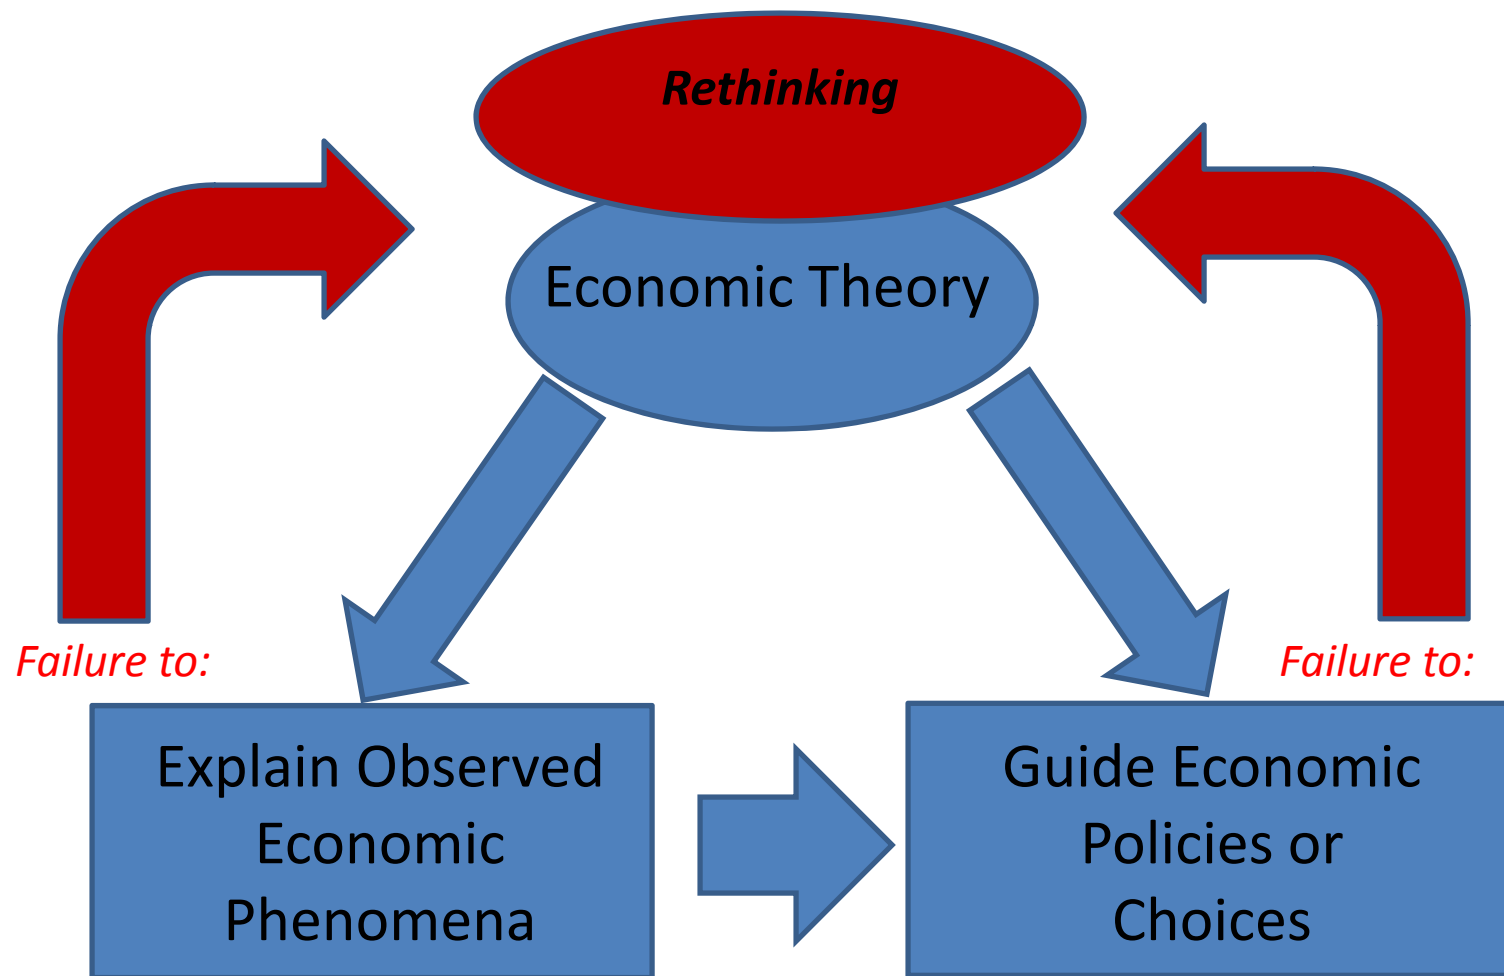 Rethinking
Economic Theory
Failure to:
Failure to:
Explain Observed
Economic
Phenomena
Guide Economic
Policies or
Choices